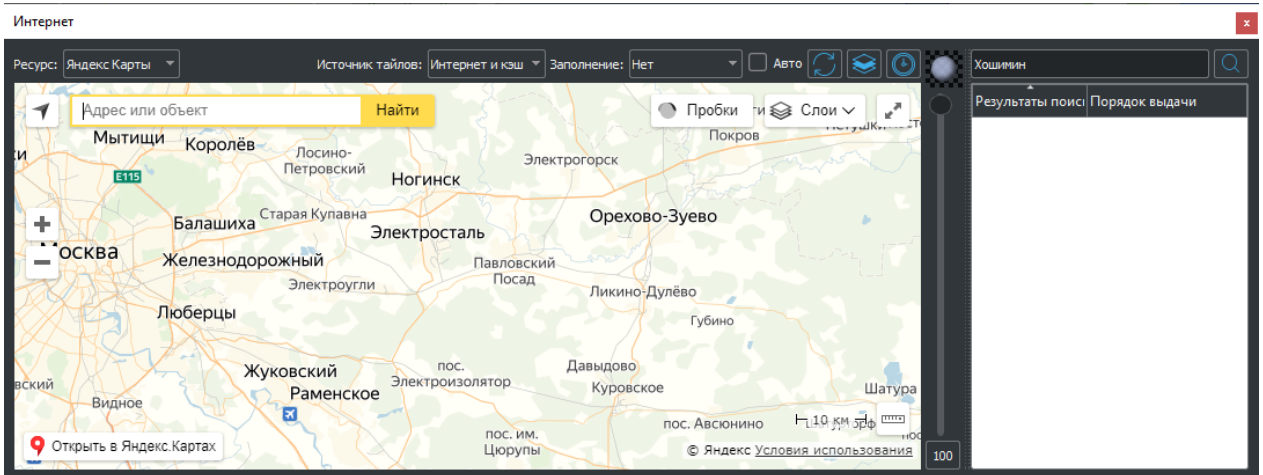 Интернет
x
Ресурс: Яндекс Карты Источник тайлов: Интернет и кэш Заполнение: Нет Авто Хошимин
Адрес или объект Найти Пробки Слои
Результаты поиск Порядок выдачи
Мытищи Королёв Лосино-
Петровский
Покров
Электрогорск
E115
Ногинск
Балашиха Старая Купавна
Орехово-Зуево
Электросталь
Москва
Железнодорожный
Павловский
Посад
Электроугли
Ликино-Дулёво
Люберцы
Губино
Жуковский
пос.
Электроизолятор
Давыдово
Раменское
Куровское
Шатура
вский
Видное
пос. Авсюнино
10 км
пос. им.
Цюрупы
Открыть в Яндекс.Картах
© Яндекс Условия использования
100